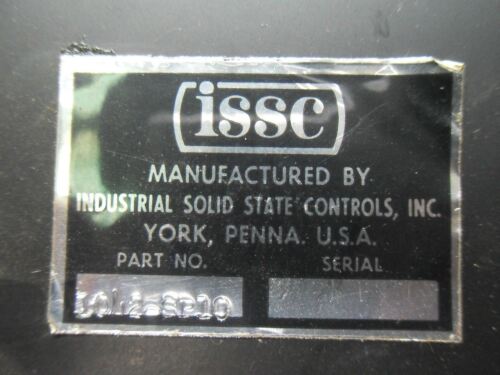 issc
MANUFACTURED BY
INDUSTRIAL SOLID STATE CONTROLS, INC.
YORK, PENNA. U.S.A.
PART NO. SERIAL